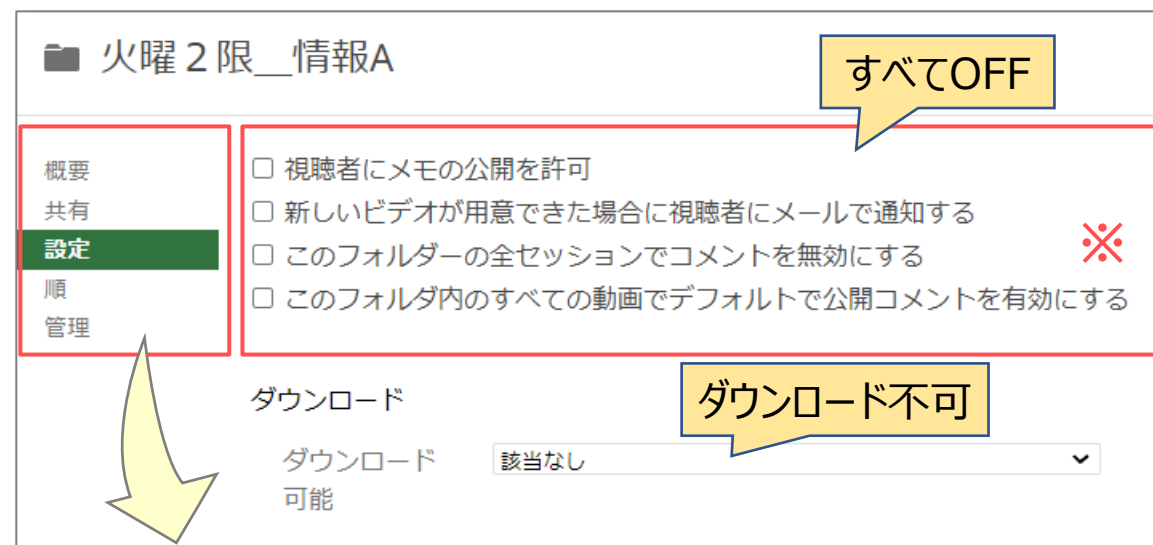 火曜２限__情報A
すべてOFF
概要
共有
設定
順
管理
視聴者にメモの公開を許可
新しいビデオが用意できた場合に視聴者にメールで通知する
このフォルダーの全セッションでコメントを無効にする
このフォルダ内のすべての動画でデフォルトで公開コメントを有効にする
※
ダウンロード
ダウンロード不可
ダウンロード
可能
該当なし